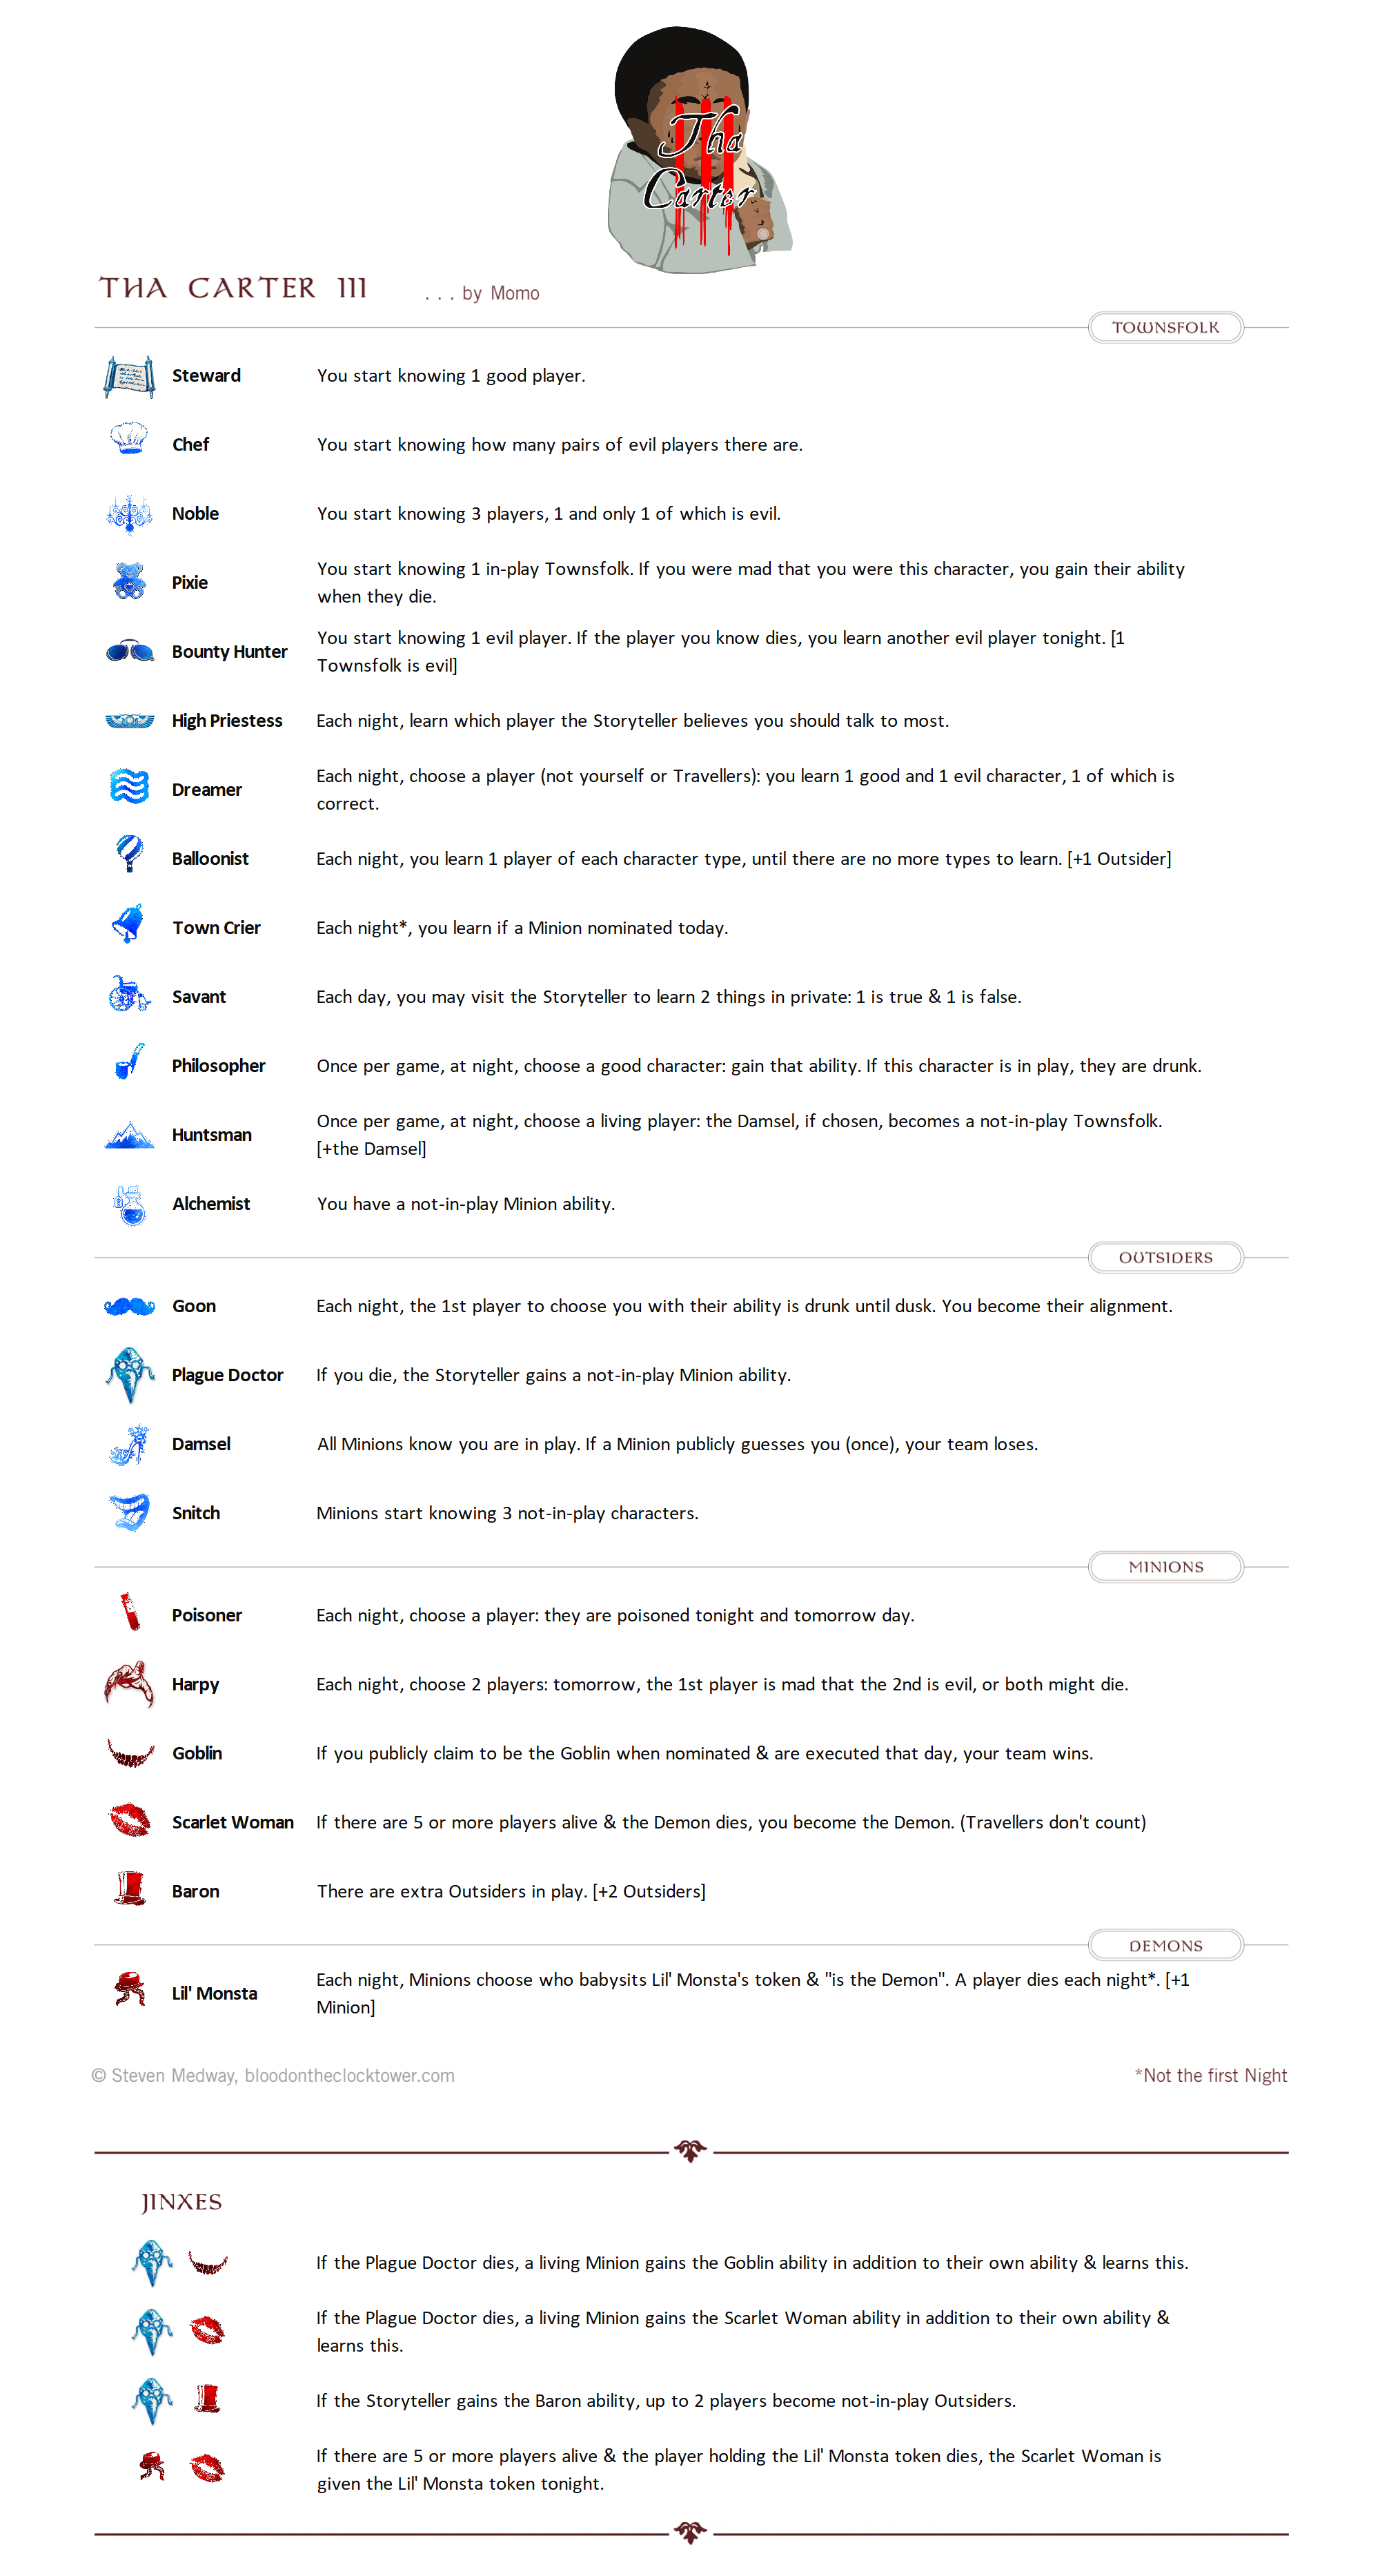 Tha
Carter
THA CARTER III
. . . by Momo
TOWNSFOLK
Steward
You start knowing 1 good player.
Chef
You start knowing how many pairs of evil players there are.
Noble
You start knowing 3 players, 1 and only 1 of which is evil.
Pixie
You start knowing 1 in-play Townsfolk. If you were mad that you were this character, you gain their ability
when they die.
Bounty Hunter
You start knowing 1 evil player. If the player you know dies, you learn another evil player tonight. [1
Townsfolk is evil]
High Priestess
Each night, learn which player the Storyteller believes you should talk to most.
Dreamer
Each night, choose a player (not yourself or Travellers): you learn 1 good and 1 evil character, 1 of which is
correct.
Balloonist
Each night, you learn 1 player of each character type, until there are no more types to learn. [+1 Outsider]
Town Crier
Each night*, you learn if a Minion nominated today.
Savant
Each day, you may visit the Storyteller to learn 2 things in private: 1 is true & 1 is false.
Philosopher
Once per game, at night, choose a good character: gain that ability. If this character is in play, they are drunk.
Huntsman
Once per game, at night, choose a living player: the Damsel, if chosen, becomes a not-in-play Townsfolk.
[+the Damsel]
Alchemist
You have a not-in-play Minion ability.
OUTSIDERS
Goon
Each night, the 1st player to choose you with their ability is drunk until dusk. You become their alignment.
Plague Doctor
If you die, the Storyteller gains a not-in-play Minion ability.
Damsel
All Minions know you are in play. If a Minion publicly guesses you (once), your team loses.
Snitch
Minions start knowing 3 not-in-play characters.
MINIONS
Poisoner
Each night, choose a player: they are poisoned tonight and tomorrow day.
Harpy
Each night, choose 2 players: tomorrow, the 1st player is mad that the 2nd is evil, or both might die.
Goblin
If you publicly claim to be the Goblin when nominated & are executed that day, your team wins.
Scarlet Woman
If there are 5 or more players alive & the Demon dies, you become the Demon. (Travellers don't count)
Baron
There are extra Outsiders in play. [+2 Outsiders]
DEMONS
Lil' Monsta
Each night, Minions choose who babysits Lil' Monsta's token & "is the Demon". A player dies each night*. [+1
Minion]
© Steven Medway, bloodontheclocktower.com
*Not the first Night
JINXES
If the Plague Doctor dies, a living Minion gains the Goblin ability in addition to their own ability & learns this.
If the Plague Doctor dies, a living Minion gains the Scarlet Woman ability in addition to their own ability &
learns this.
If the Storyteller gains the Baron ability, up to 2 players become not-in-play Outsiders.
If there are 5 or more players alive & the player holding the Lil' Monsta token dies, the Scarlet Woman is
given the Lil' Monsta token tonight.